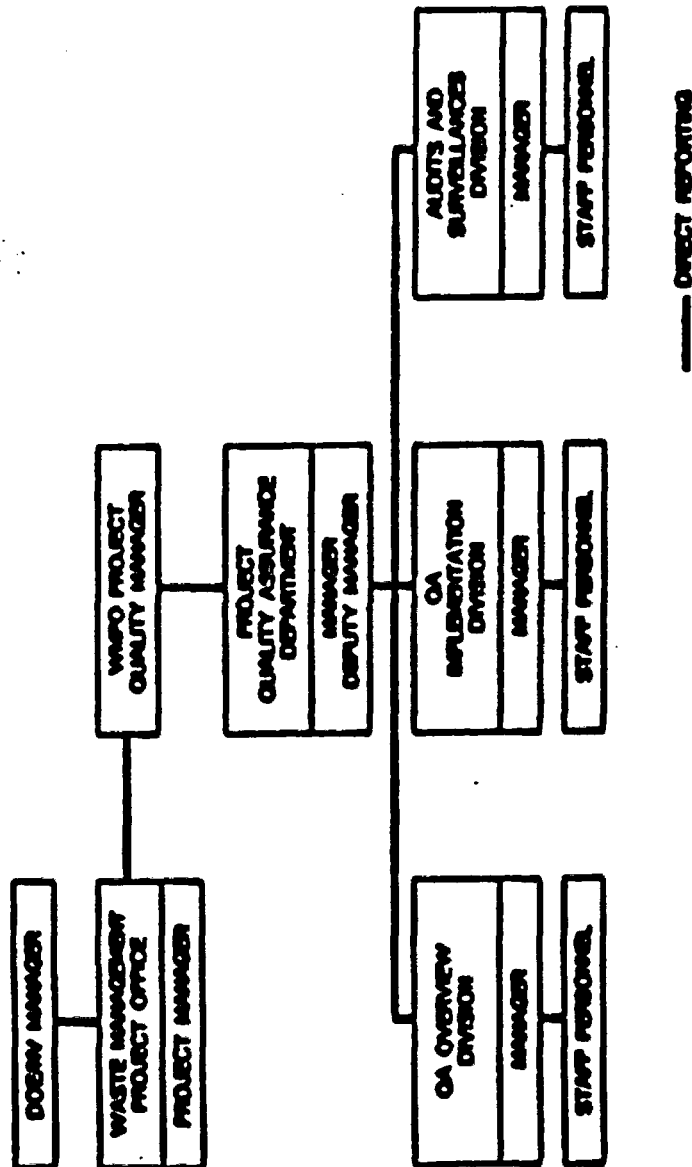 DOE/NV MANAGER
WASTE MANAGEMENT
PROJECT OFFICE
PROJECT MANAGER
WMPO PROJECT
QUALITY MANAGER
PROJECT
QUALITY ASSURANCE
DEPARTMENT
MANAGER
DEPUTY MANAGER
QA OVERVIEW
DIVISION
MANAGER
STAFF PERSONNEL
QA
IMPLEMENTATION
DIVISION
MANAGER
STAFF PERSONNEL
AUDITS AND
SURVEILLANCES
DIVISION
MANAGER
STAFF PERSONNEL
DIRECT REPORTING